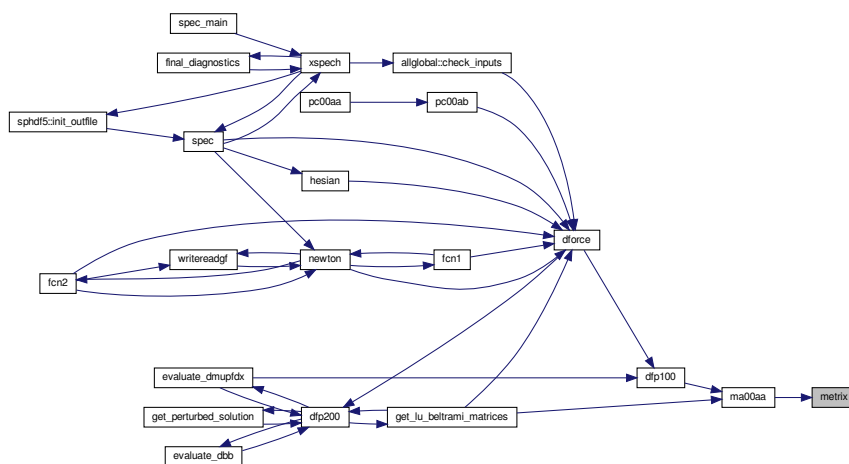 spec_main
final_diagnostics
xspech
allglobal::check_inputs
pc00aa
pc00ab
sphdf5::init_outfile
spec
hesian
dforce
writereadgf
newton
fcn1
fcn2
evaluate_dmupfdx
dfp100
ma00aa
metrix
get_perturbed_solution
dfp200
get_lu_beltrami_matrices
evaluate_dbb